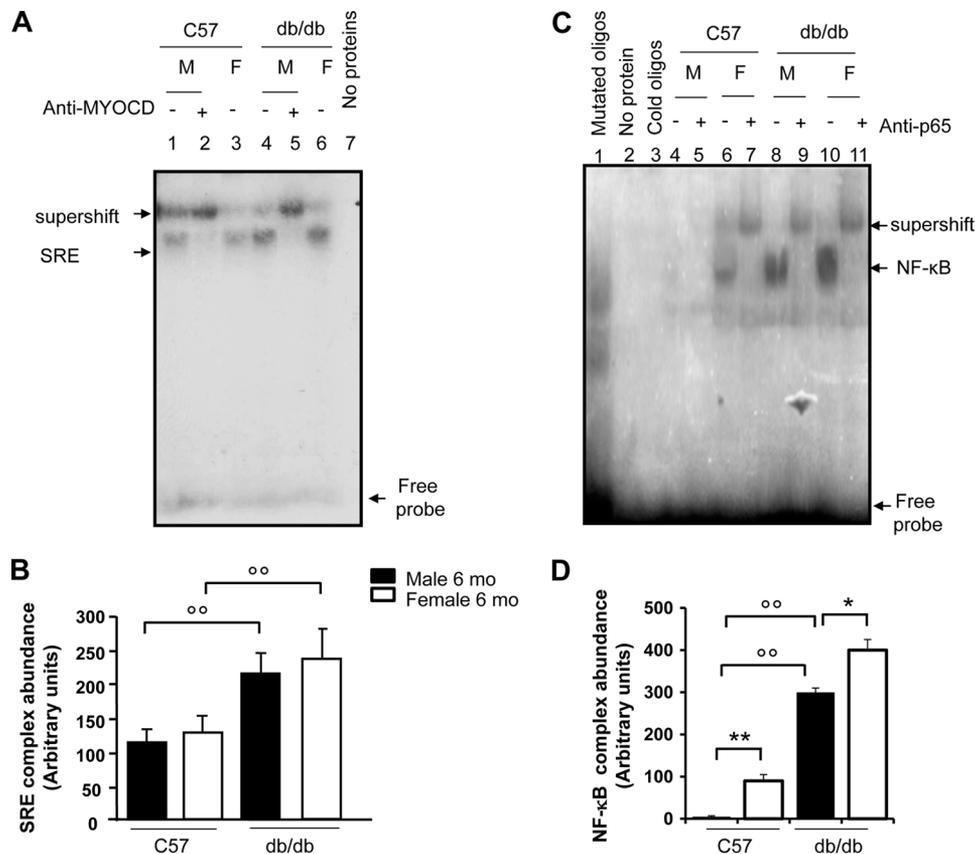 A
C57
db/db
No proteins
M
F
M
F
Anti-MYOCD
- + - - + -
1 2 3 4 5 6 7
supershift
SRE
Free
probe
C
Mutated oligos
No protein
Cold oligos
C57
db/db
M
F
M
F
- + - + - + - +
Anti-p65
1 2 3 4 5 6 7 8 9 10 11
supershift
NF-κB
Free
probe
B
SRE complex abundance
(Arbitrary units)
300
250
200
150
100
50
0
°°
°°
C57
db/db
Male 6 mo
Female 6 mo
D
NF-κB complex abundance
(Arbitrary units)
500
400
300
200
100
0
°°
*
°°
**
C57
db/db